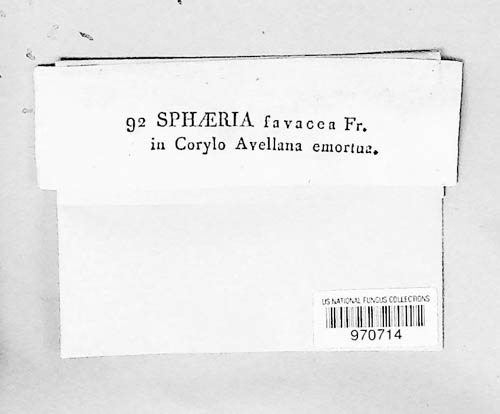 92 SPHÆRIA favacea Fr.
in Corylo Avellana emortua.
US NATIONAL FUNGUS COLLECTIONS
970714